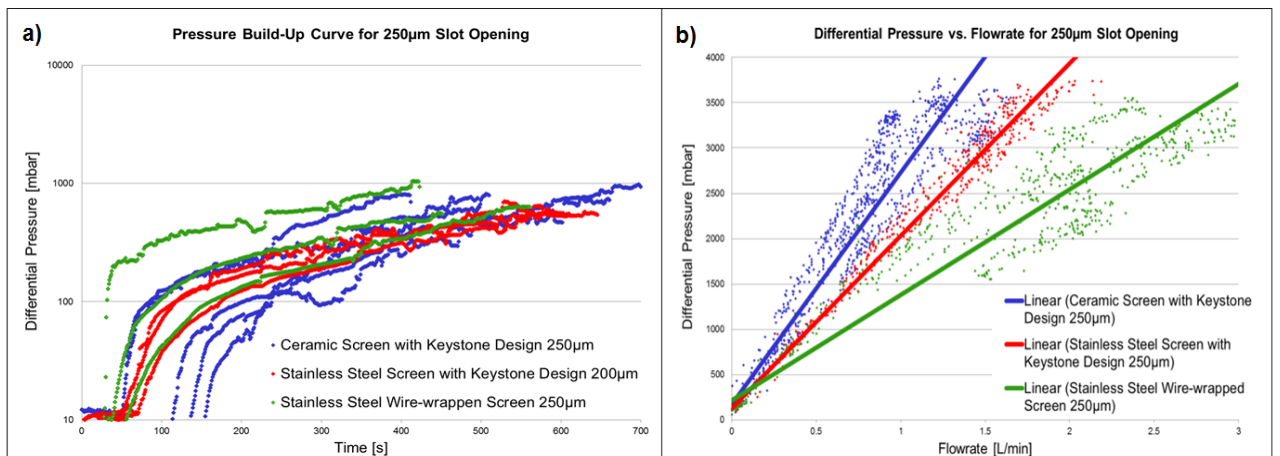 a)
Pressure Build-Up Curve for 250µm Slot Opening
Differential Pressure [mbar]
10000
1000
100
10
0
100
200
300
400
500
600
700
Time [s]
Ceramic Screen with Keystone Design 250µm
Stainless Steel Screen with Keystone Design 200µm
Stainless Steel Wire-wrappen Screen 250µm
b)
Differential Pressure vs. Flowrate for 250µm Slot Opening
Differential Pressure [mbar]
4000
3500
3000
2500
2000
1500
1000
500
0
0
0.5
1
1.5
2
2.5
3
Flowrate [L/min]
Linear (Ceramic Screen with Keystone
Design 250µm)
Linear (Stainless Steel Screen with
Keystone Design 250µm)
Linear (Stainless Steel Wire-wrapped
Screen 250µm)